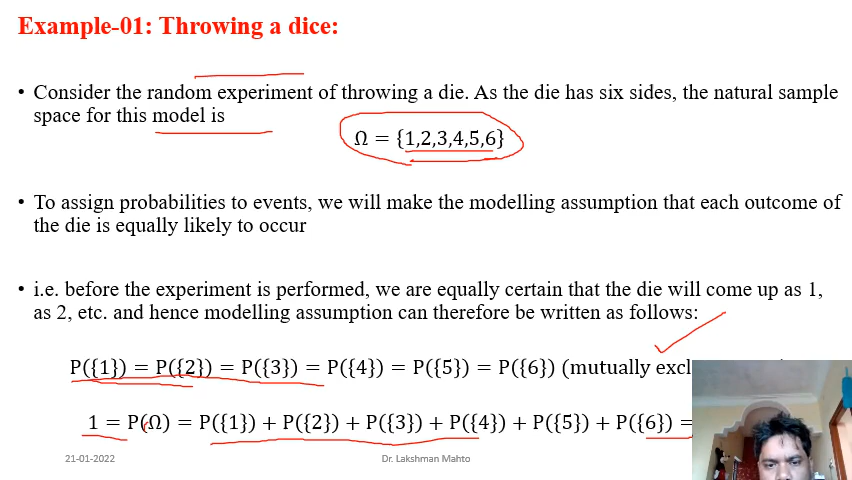 Example-01: Throwing a dice:
• Consider the random experiment of throwing a die. As the die has six sides, the natural sample
space for this model is
Ω = {1,2,3,4,5,6}
• To assign probabilities to events, we will make the modelling assumption that each outcome of
the die is equally likely to occur
• i.e. before the experiment is performed, we are equally certain that the die will come up as 1,
as 2, etc. and hence modelling assumption can therefore be written as follows:
P({1}) = P({2}) = P({3}) = P({4}) = P({5}) = P({6}) (mutually
1 = P(Ω) = P({1}) + P({2}) + P({3}) + P({4}) + P({5}) + P({6}) =
21-01-2022 Dr. Lakshman Mahto